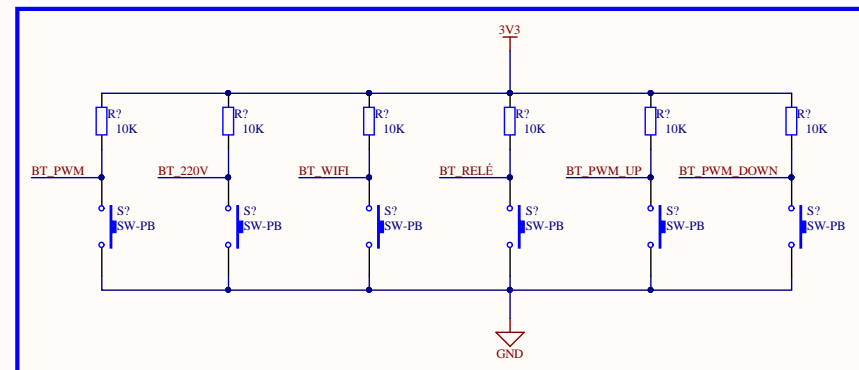 3V3
R?
10K
R?
10K
R?
10K
R?
10K
R?
10K
R?
10K
BT_PWM
BT_220V
BT_WIFI
BT_RELÉ
BT_PWM_UP
BT_PWM_DOWN
S?
SW-PB
S?
SW-PB
S?
SW-PB
S?
SW-PB
S?
SW-PB
S?
SW-PB
GND